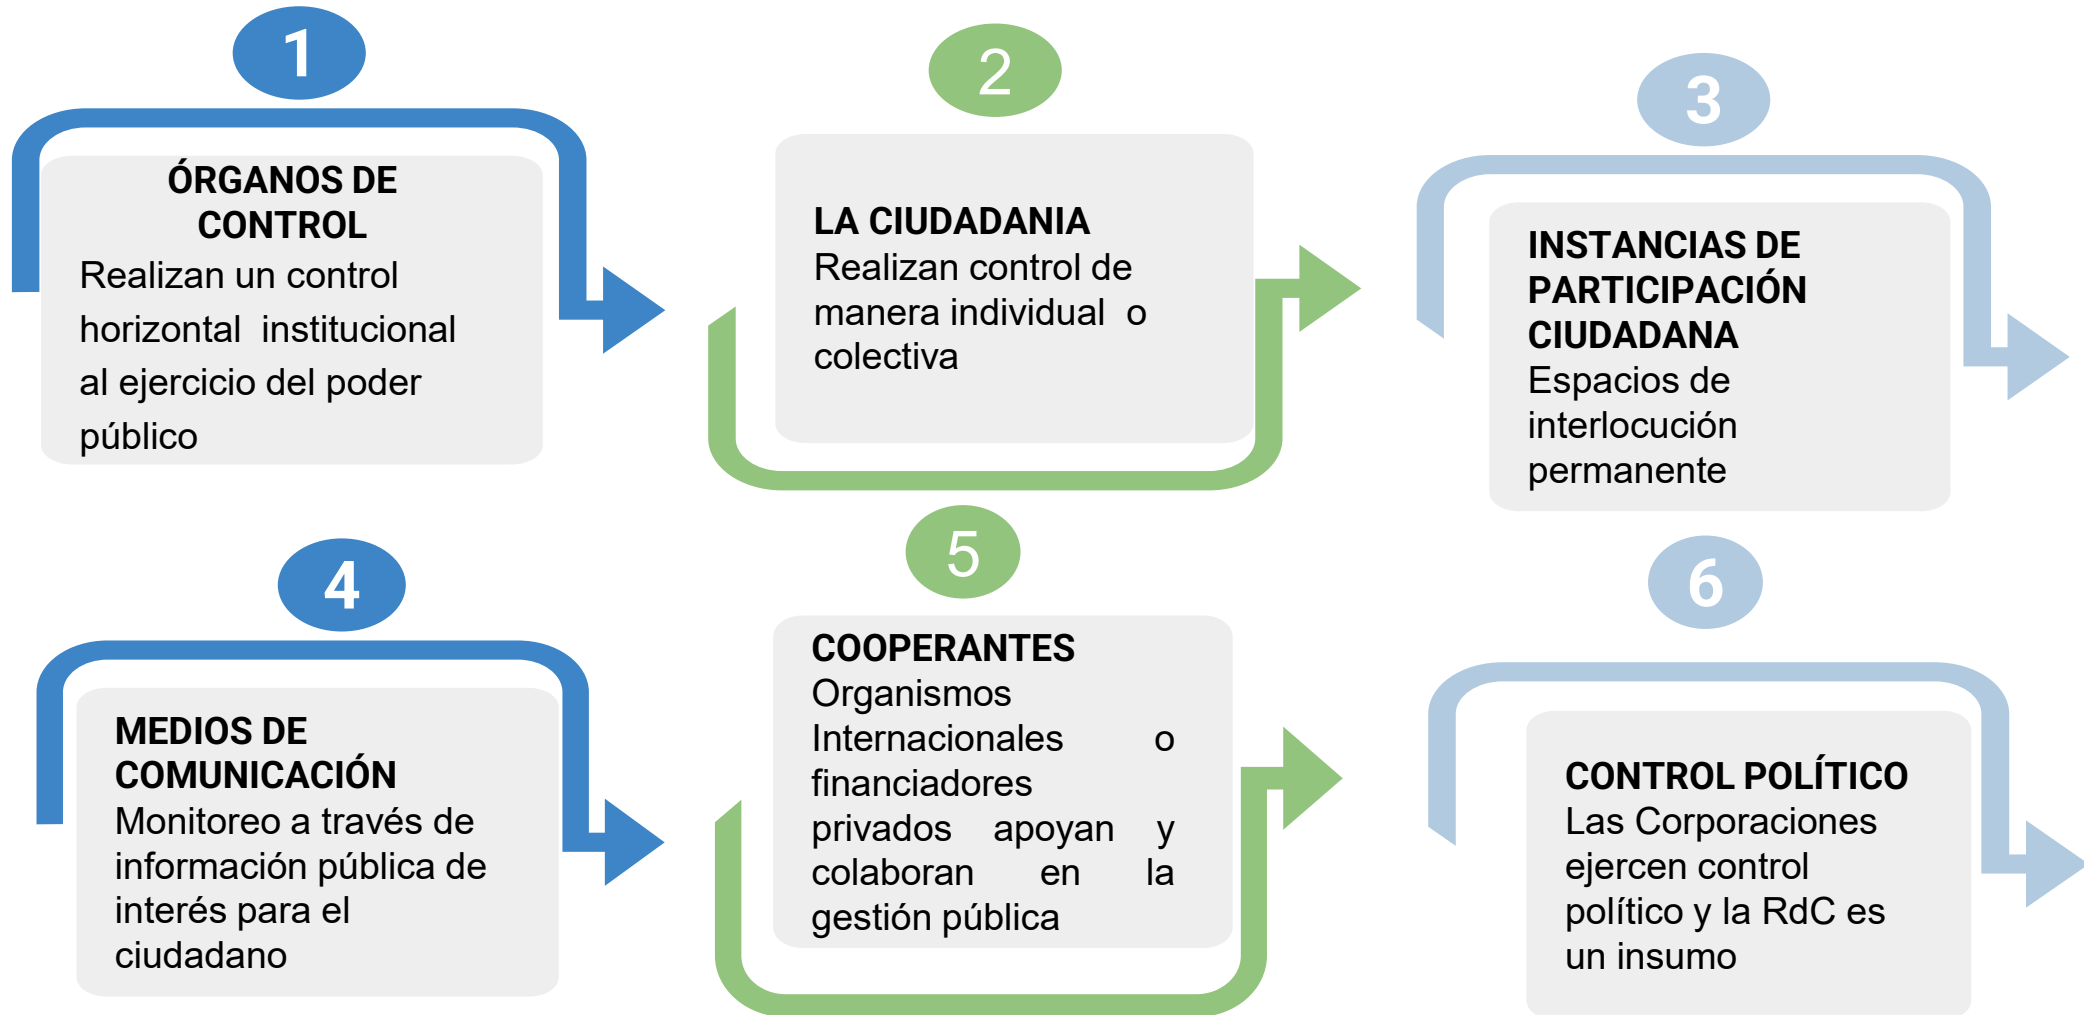 1
ÓRGANOS DE
CONTROL
Realizan un control
horizontal institucional
al ejercicio del poder
público
2
LA CIUDADANIA
Realizan control de
manera individual o
colectiva
3
INSTANCIAS DE
PARTICIPACIÓN
CIUDADANA
Espacios de
interlocución
permanente
4
MEDIOS DE
COMUNICACIÓN
Monitoreo a través de
información pública de
interés para el
ciudadano
5
COOPERANTES
Organismos
Internacionales o
financiadores
privados apoyan y
colaboran en la
gestión pública
6
CONTROL POLÍTICO
Las Corporaciones
ejercen control
político y la RdC es
un insumo